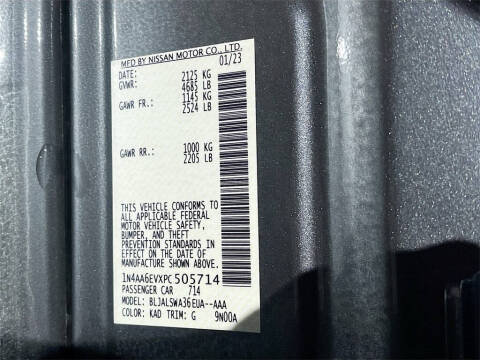 MFD BY NISSAN MOTOR CO., LTD.
DATE: 01/23
GVWR: 2125 KG
4685 LB
GAWR FR.: 1145 KG
2524 LB
GAWR RR.: 1000 KG
2205 LB
THIS VEHICLE CONFORMS TO
ALL APPLICABLE FEDERAL
MOTOR VEHICLE SAFETY,
BUMPER, AND THEFT
PREVENTION STANDARDS IN
EFFECT ON THE DATE OF
MANUFACTURE SHOWN ABOVE.
1N4AA6EVXPC505714
PASSENGER CAR 714
MODEL: BLJALSWA36EUA--AAA
COLOR: KAD TRIM: G 9N00A